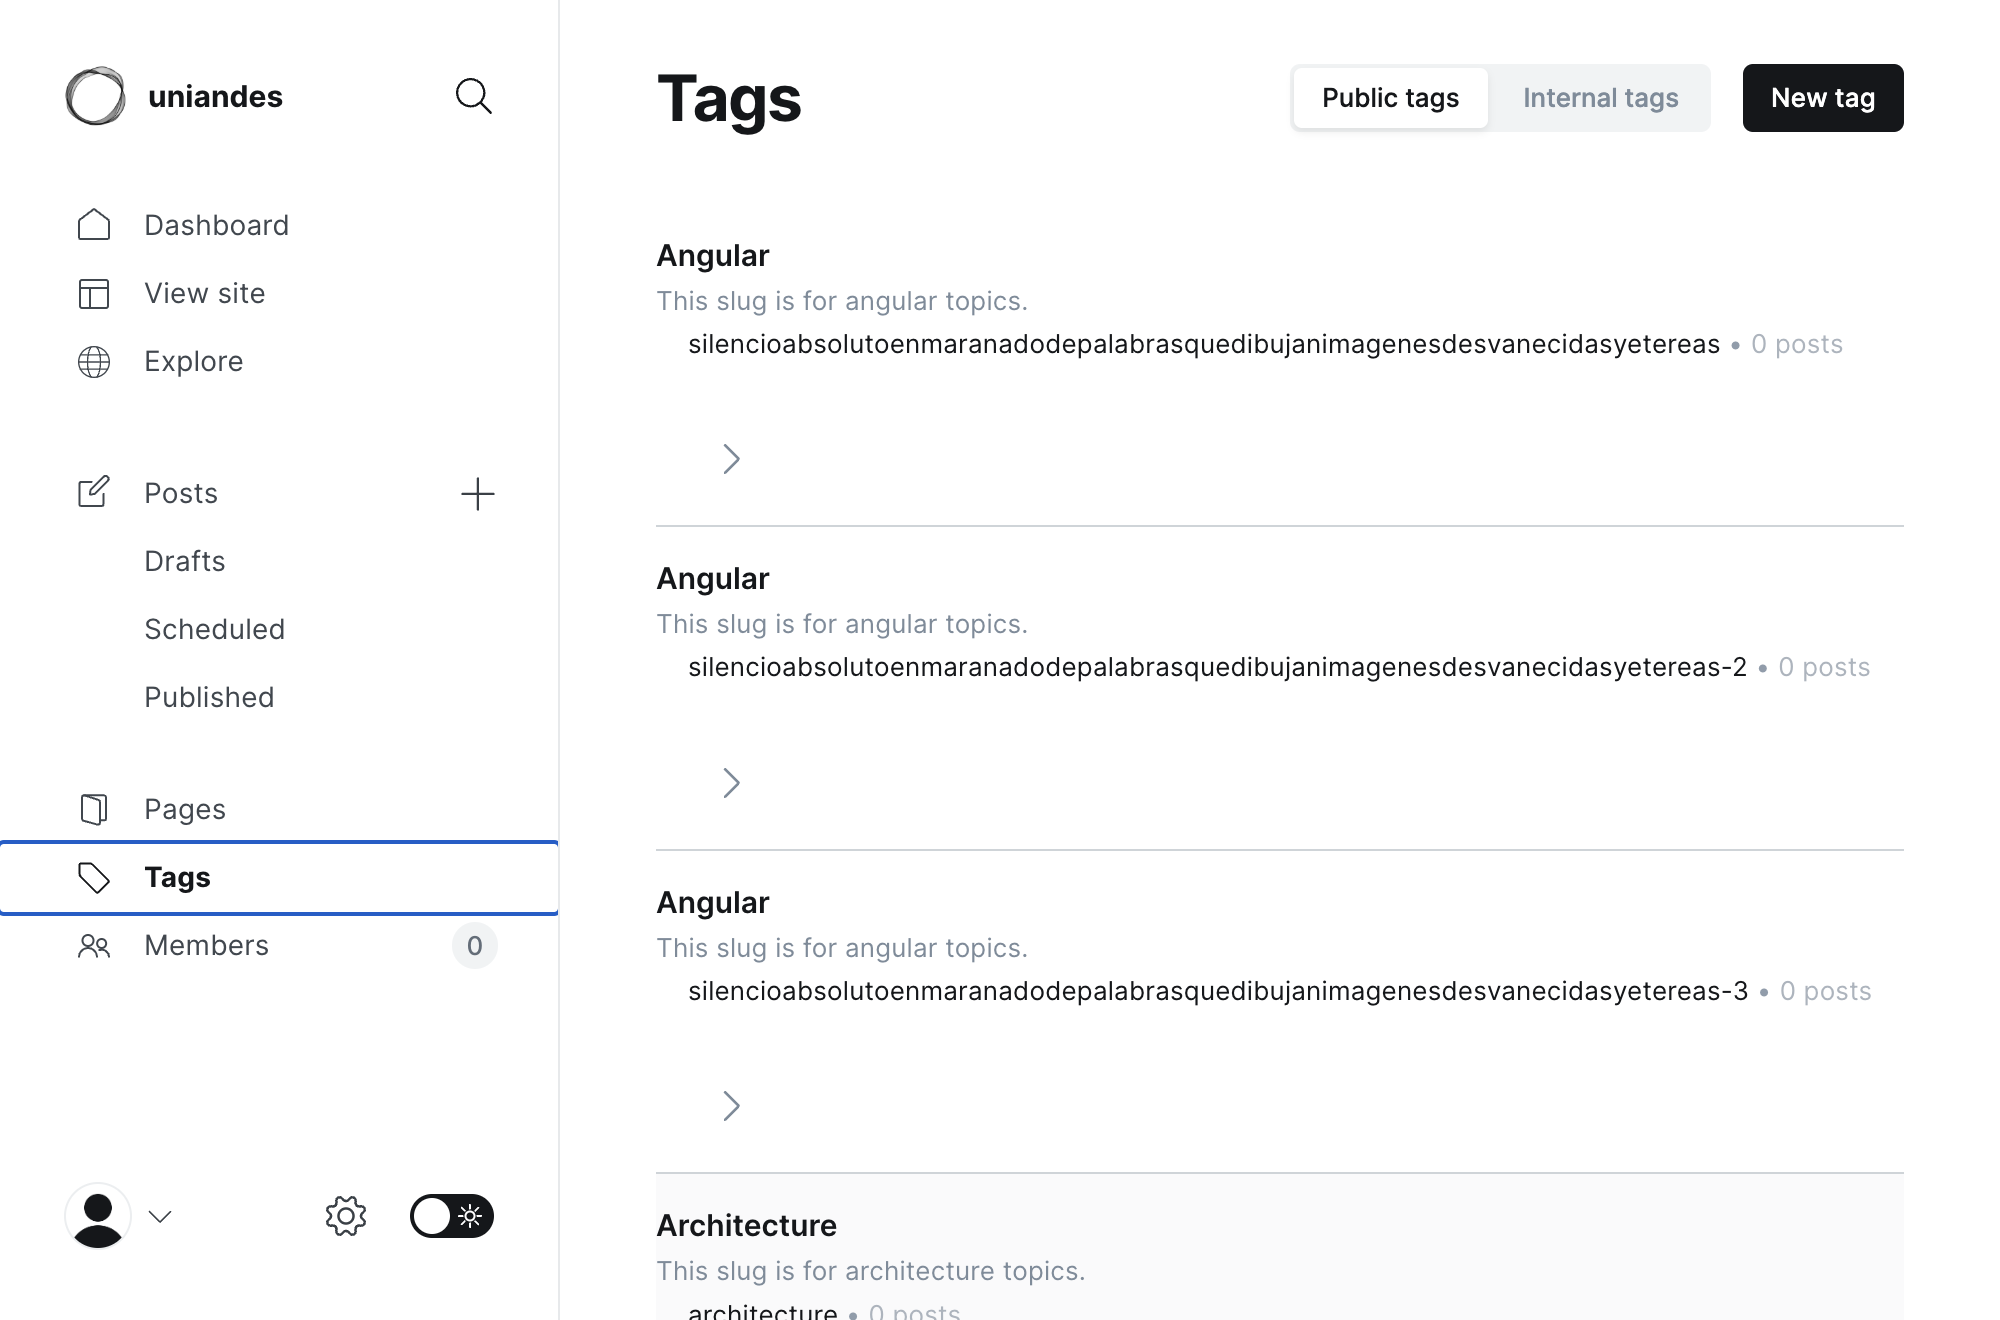 uniandes
Dashboard
View site
Explore
Posts
Drafts
Scheduled
Published
Pages
Tags
Members 0
Tags
Public tags Internal tags New tag
Angular
This slug is for angular topics.
silencioabsolutoenmaranadodepalabrasquedibujanimagenesdesvanecidasyetereas • 0 posts
Angular
This slug is for angular topics.
silencioabsolutoenmaranadodepalabrasquedibujanimagenesdesvanecidasyetereas-2 • 0 posts
Angular
This slug is for angular topics.
silencioabsolutoenmaranadodepalabrasquedibujanimagenesdesvanecidasyetereas-3 • 0 posts
Architecture
This slug is for architecture topics.
architecture • 0 posts